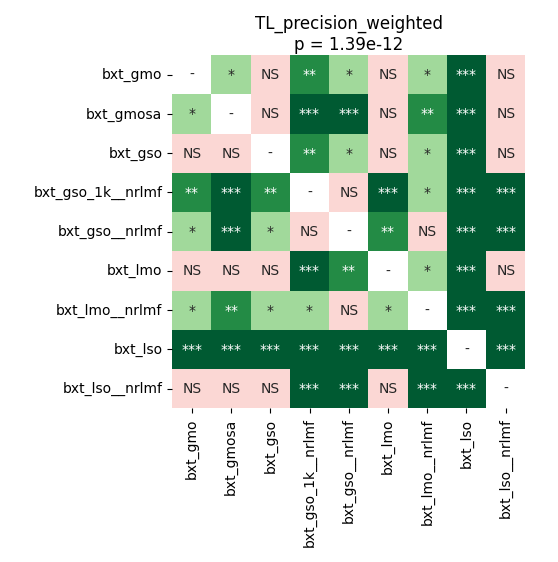 TL_precision_weighted
p = 1.39e-12
bxt_gmo - * NS ** * NS * *** NS
bxt_gmosa * - NS *** *** NS ** *** NS
bxt_gso NS NS - ** * NS * *** NS
bxt_gso_1k__nrlmf ** *** ** - NS *** * *** ***
bxt_gso__nrlmf * *** * NS - ** NS *** ***
bxt_lmo NS NS NS *** ** - * *** NS
bxt_lmo__nrlmf * ** * * NS * - *** ***
bxt_lso *** *** *** *** *** *** *** - ***
bxt_lso__nrlmf NS NS NS *** *** NS *** *** -
bxt_gmo
bxt_gmosa
bxt_gso
bxt_gso_1k__nrlmf
bxt_gso__nrlmf
bxt_lmo
bxt_lmo__nrlmf
bxt_lso
bxt_lso__nrlmf